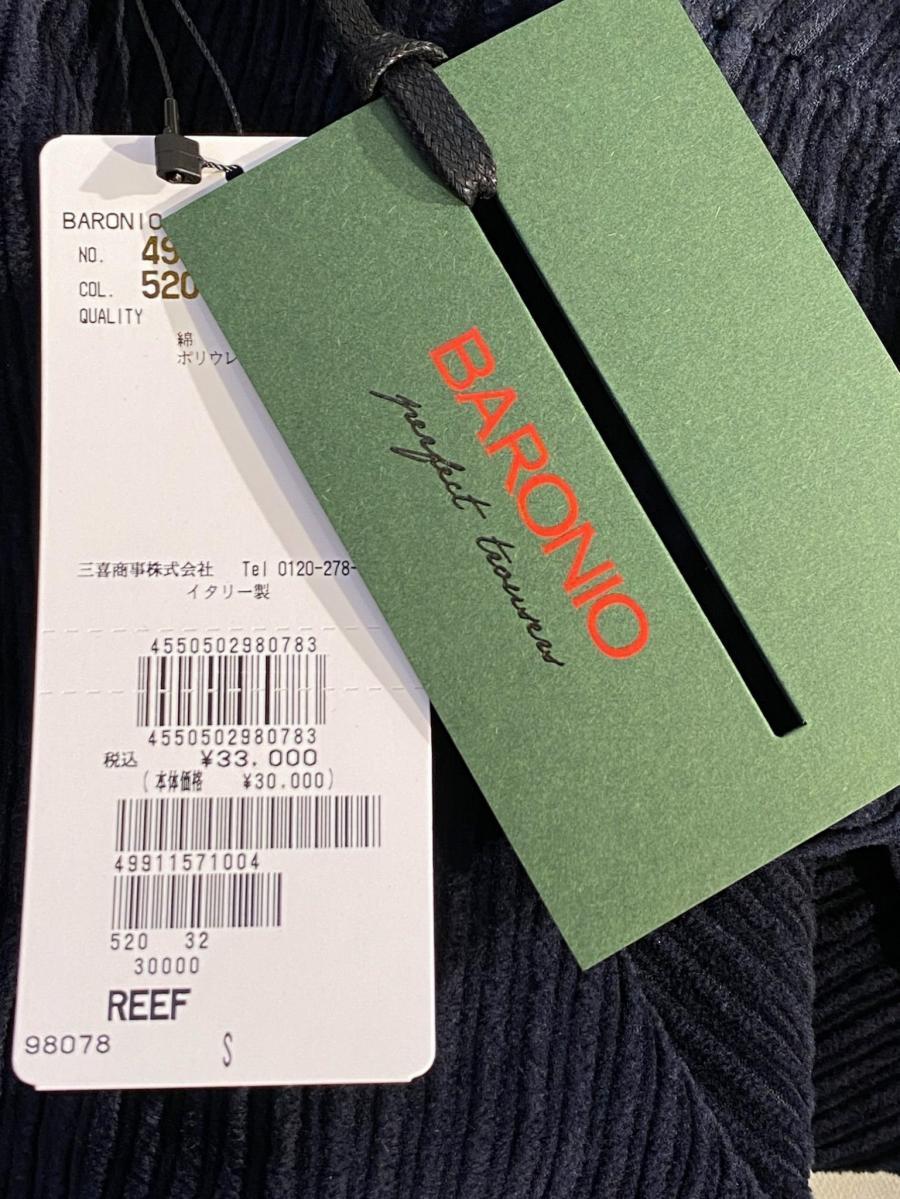 BARONIO
NO. 49
COL. 520
QUALITY
綿
ポリウレ
三喜商事株式会社 Tel 0120-278-
イタリー製
4550502980783
4550502980783
税込 ¥33.000
(本体価格 ¥30.000)
49911571004
520 32
30000
REEF
98078 S
BARONIO
perfect trousers